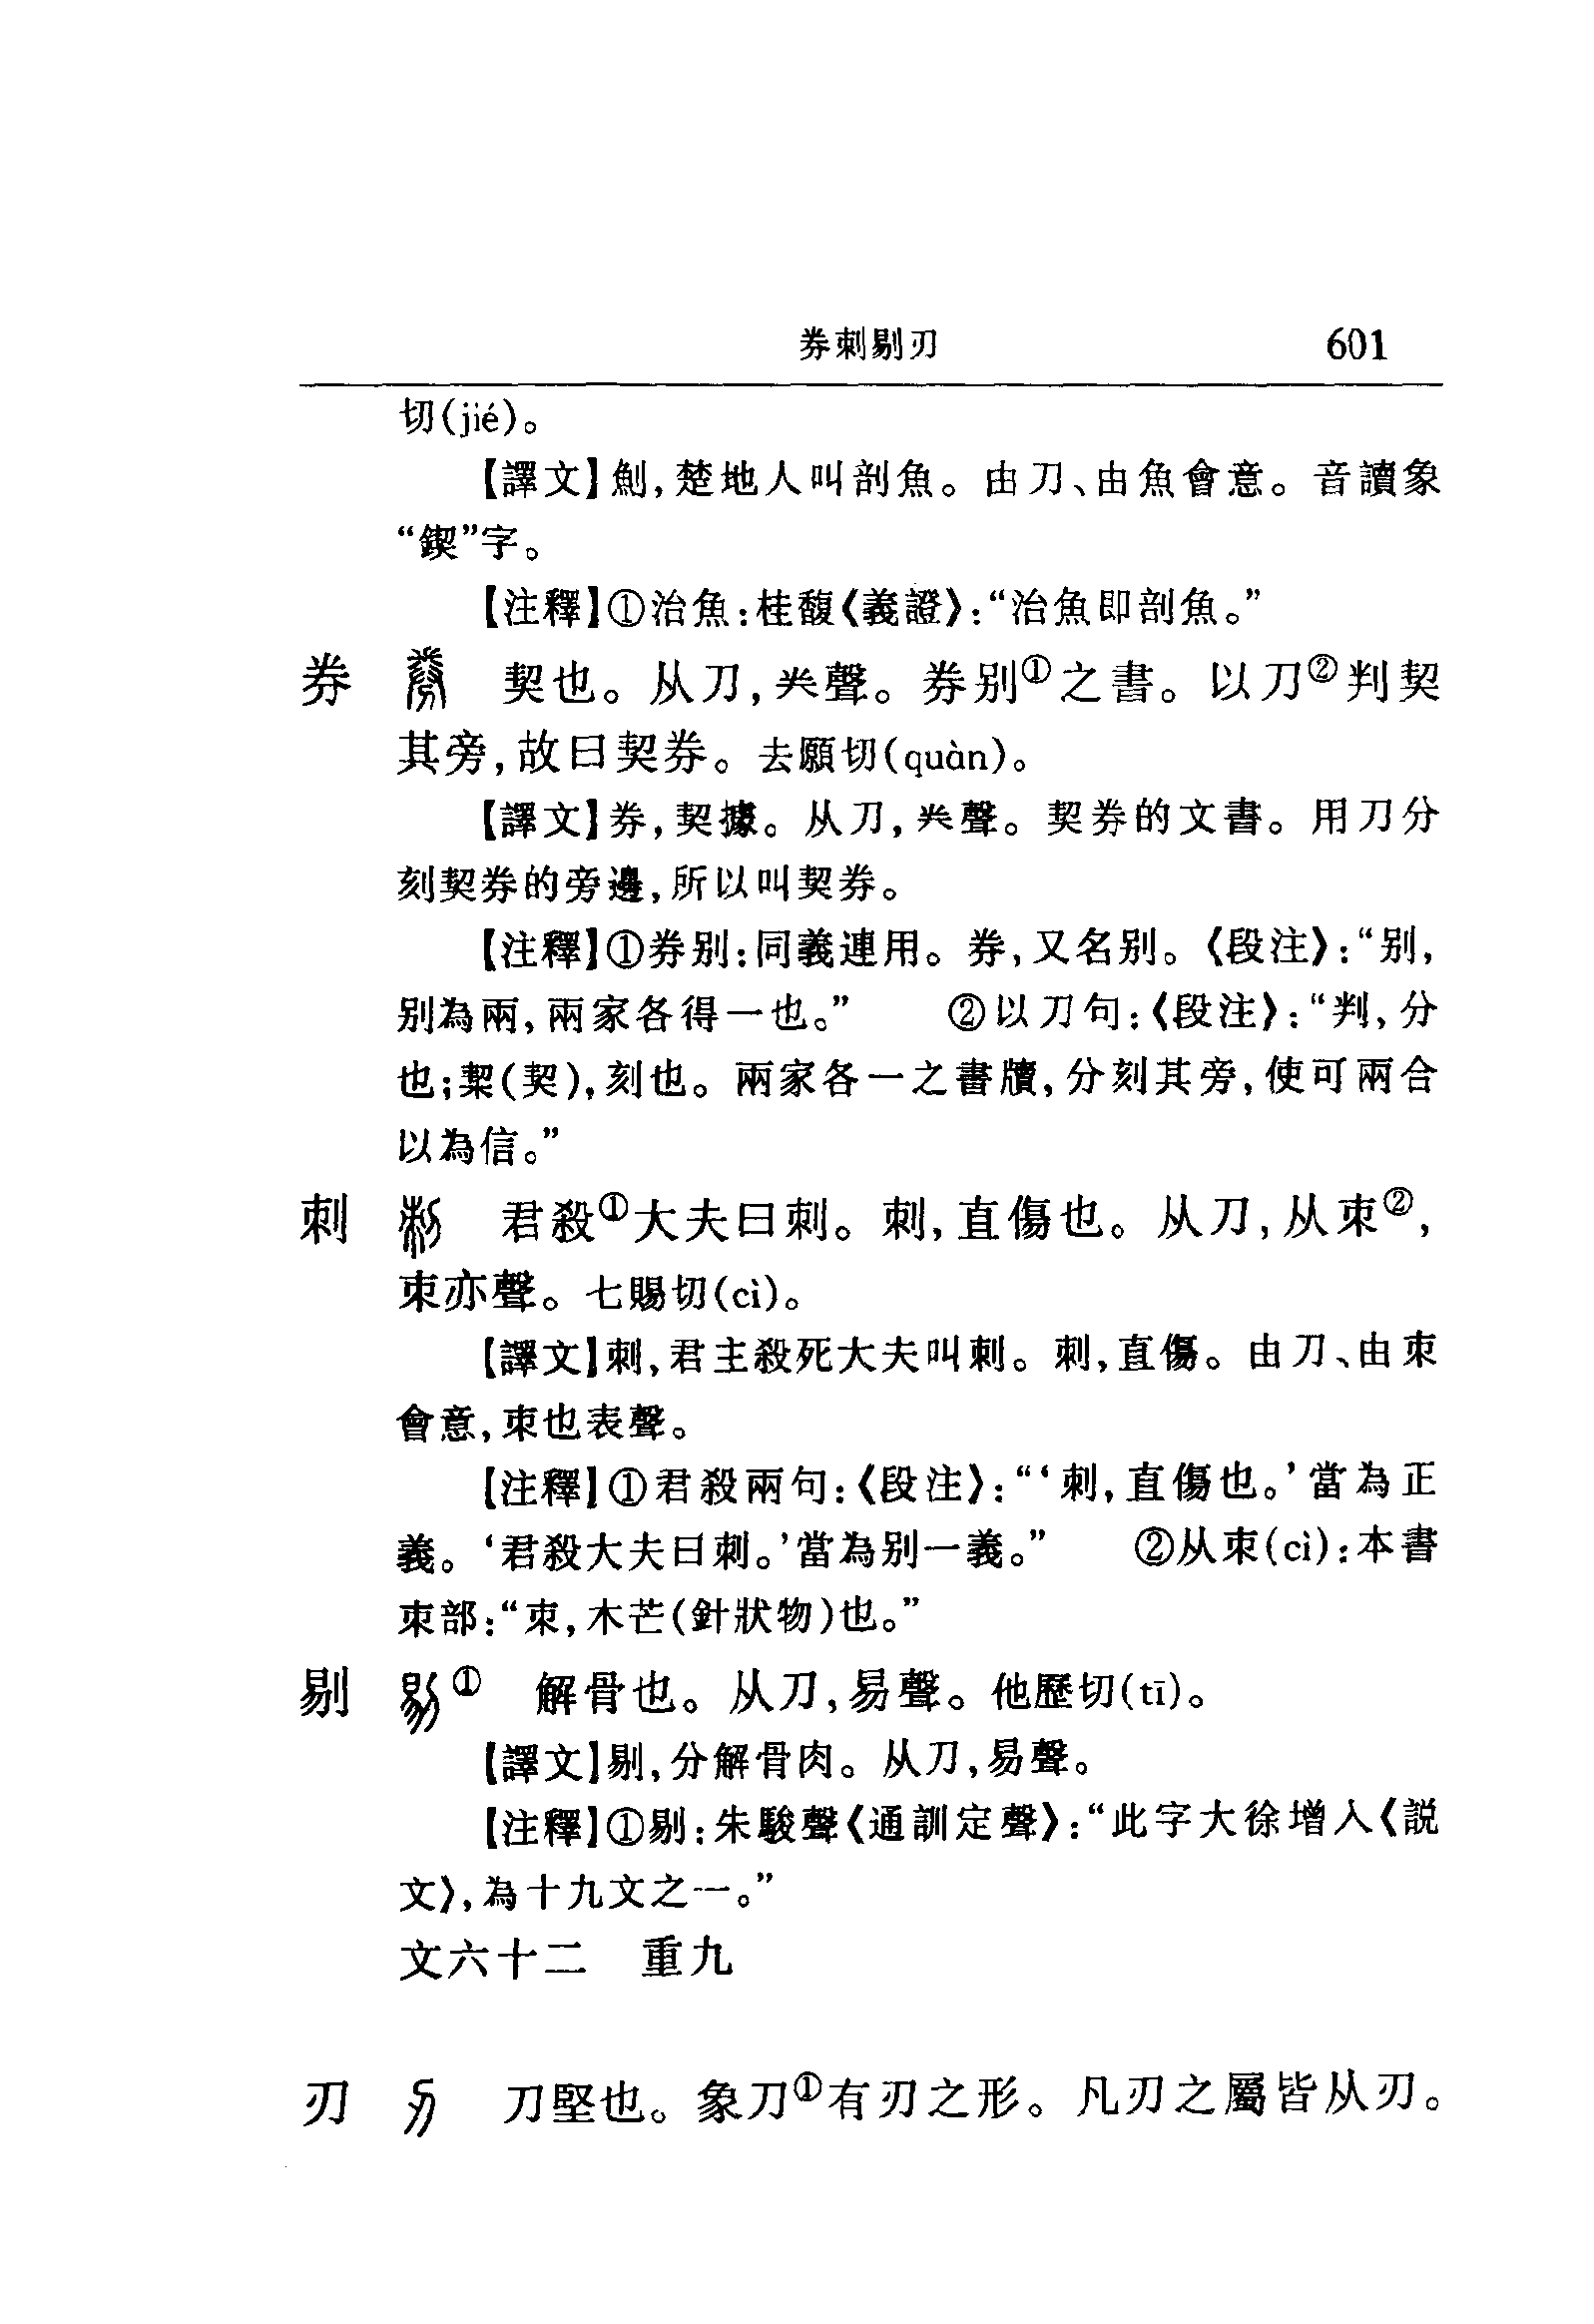 券刺剔刃 601
切(jié)。
【譯文】劁,楚地人叫剖魚。由刀、由魚會意。音讀象
“鍥”字。
【注釋】①治魚:桂馥《義證》:“治魚即剖魚。”
券 契也。从刀,𠔉聲。券别①之書。以刀②判契
其旁,故曰契券。去願切(quàn)。
【譯文】券,契據。从刀,𠔉聲。契券的文書。用刀分
刻契券的旁邊,所以叫契券。
【注釋】①券别:同義連用。券,又名别。《段注》:“别,
别為兩,兩家各得一也。” ②以刀句:《段注》:“判,分
也;栔(契),刻也。兩家各一之書牘,分刻其旁,使可兩合
以為信。”
刺 君殺①大夫曰刺。刺,直傷也。从刀,从朿②,
朿亦聲。七賜切(cì)。
【譯文】刺,君主殺死大夫叫刺。刺,直傷。由刀、由朿
會意,朿也表聲。
【注釋】①君殺兩句:《段注》:“‘刺,直傷也。’當為正
義。‘君殺大夫曰刺。’當為别一義。” ②从朿(cì):本書
朿部:“朿,木芒(針狀物)也。”
剔 ① 解骨也。从刀,易聲。他歷切(tī)。
【譯文】剔,分解骨肉。从刀,易聲。
【注釋】①剔:朱駿聲《通訓定聲》:“此字大徐增入《説
文》,為十九文之一。”
文六十二 重九
刃 刀堅也。象刀①有刃之形。凡刃之屬皆从刃。